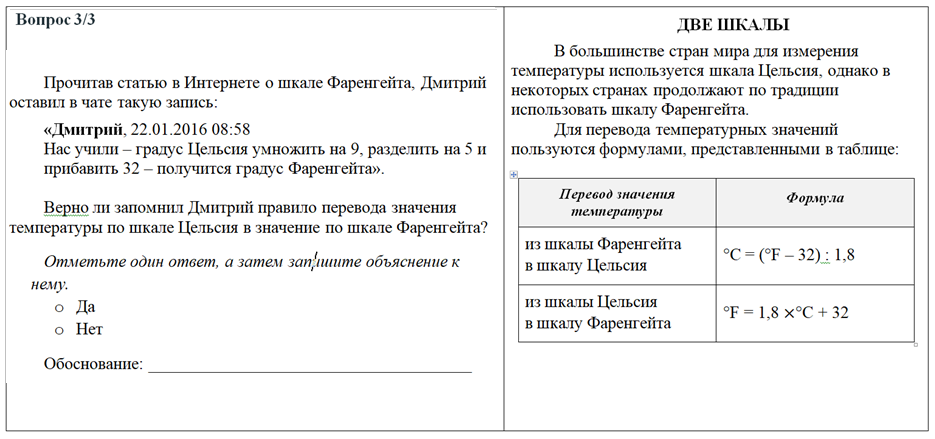 Вопрос 3/3
Прочитав статью в Интернете о шкале Фаренгейта, Дмитрий
оставил в чате такую запись:
«Дмитрий, 22.01.2016 08:58
Нас учили – градус Цельсия умножить на 9, разделить на 5 и
прибавить 32 – получится градус Фаренгейта».
Верно ли запомнил Дмитрий правило перевода значения
температуры по шкале Цельсия в значение по шкале Фаренгейта?
Отметьте один ответ, а затем запишите объяснение к
нему.
o Да
o Нет
Обоснование: ______________________________________
ДВЕ ШКАЛЫ
В большинстве стран мира для измерения
температуры используется шкала Цельсия, однако в
некоторых странах продолжают по традиции
использовать шкалу Фаренгейта.
Для перевода температурных значений
пользуются формулами, представленными в таблице:
Перевод значения
температуры
Формула
из шкалы Фаренгейта
в шкалу Цельсия
°C = (°F – 32) : 1,8
из шкалы Цельсия
в шкалу Фаренгейта
°F = 1,8 ×°C + 32